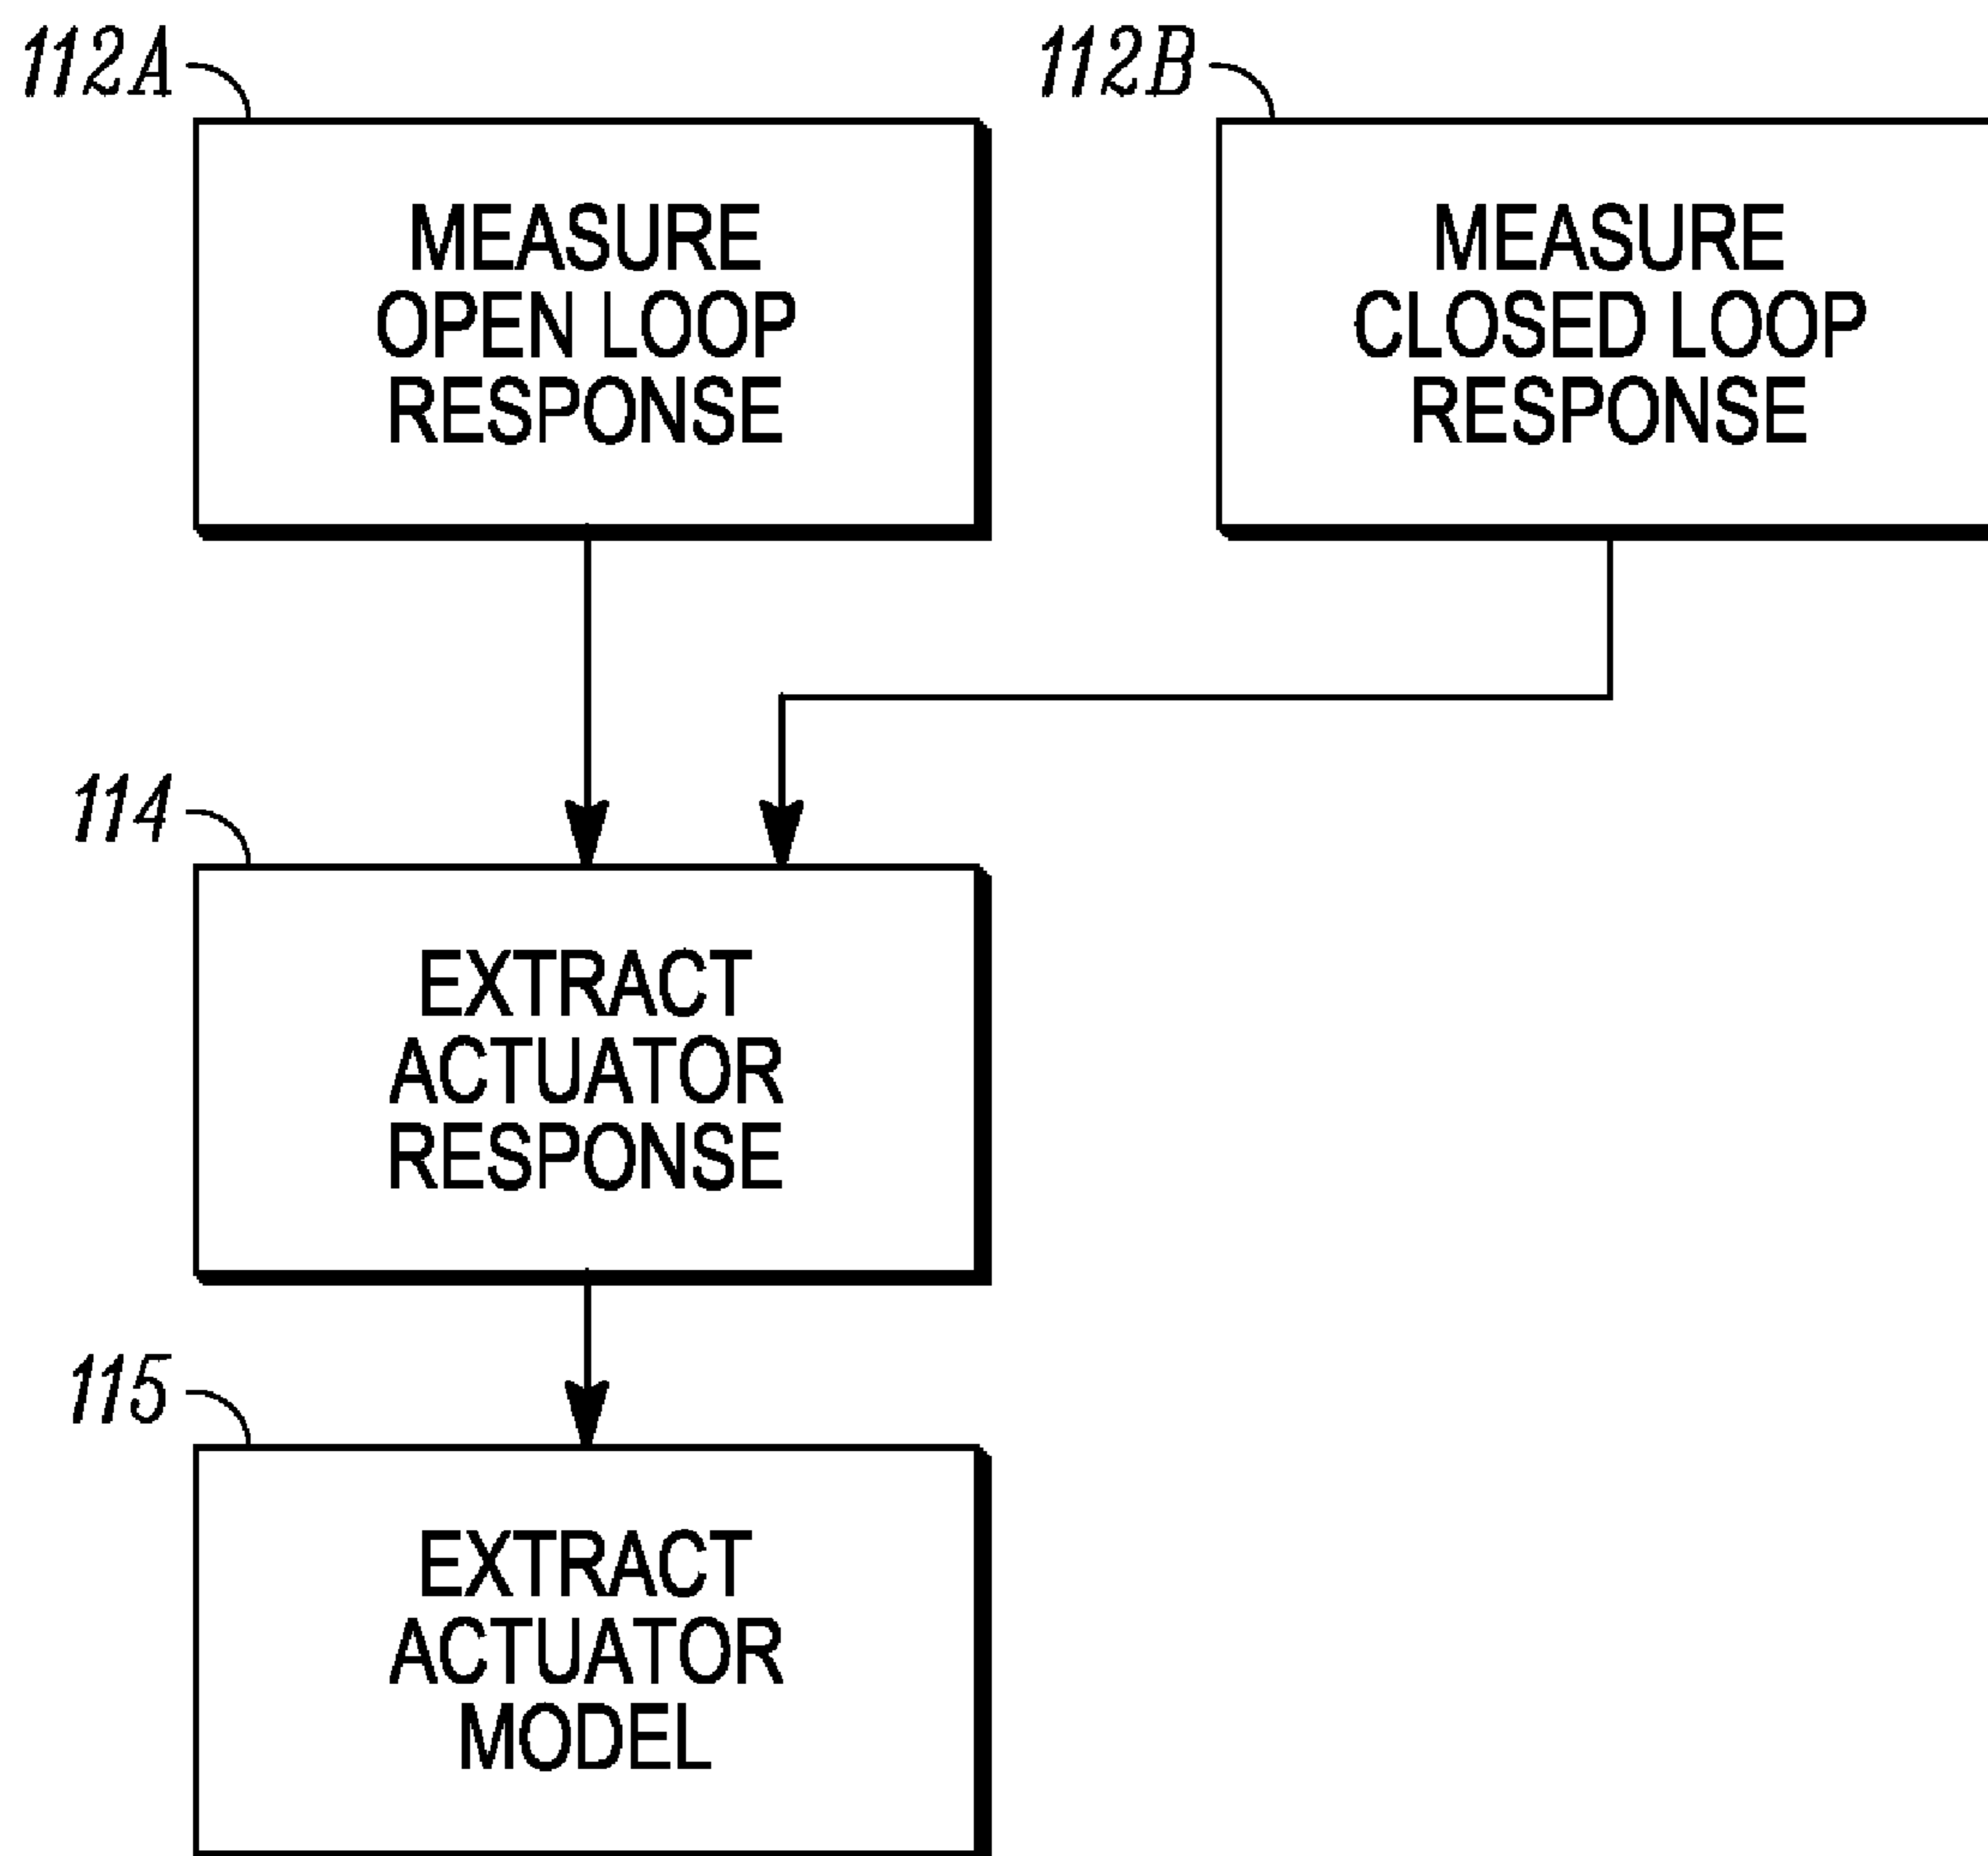 112A
MEASURE
OPEN LOOP
RESPONSE
112B
MEASURE
CLOSED LOOP
RESPONSE
114
EXTRACT
ACTUATOR
RESPONSE
115
EXTRACT
ACTUATOR
MODEL